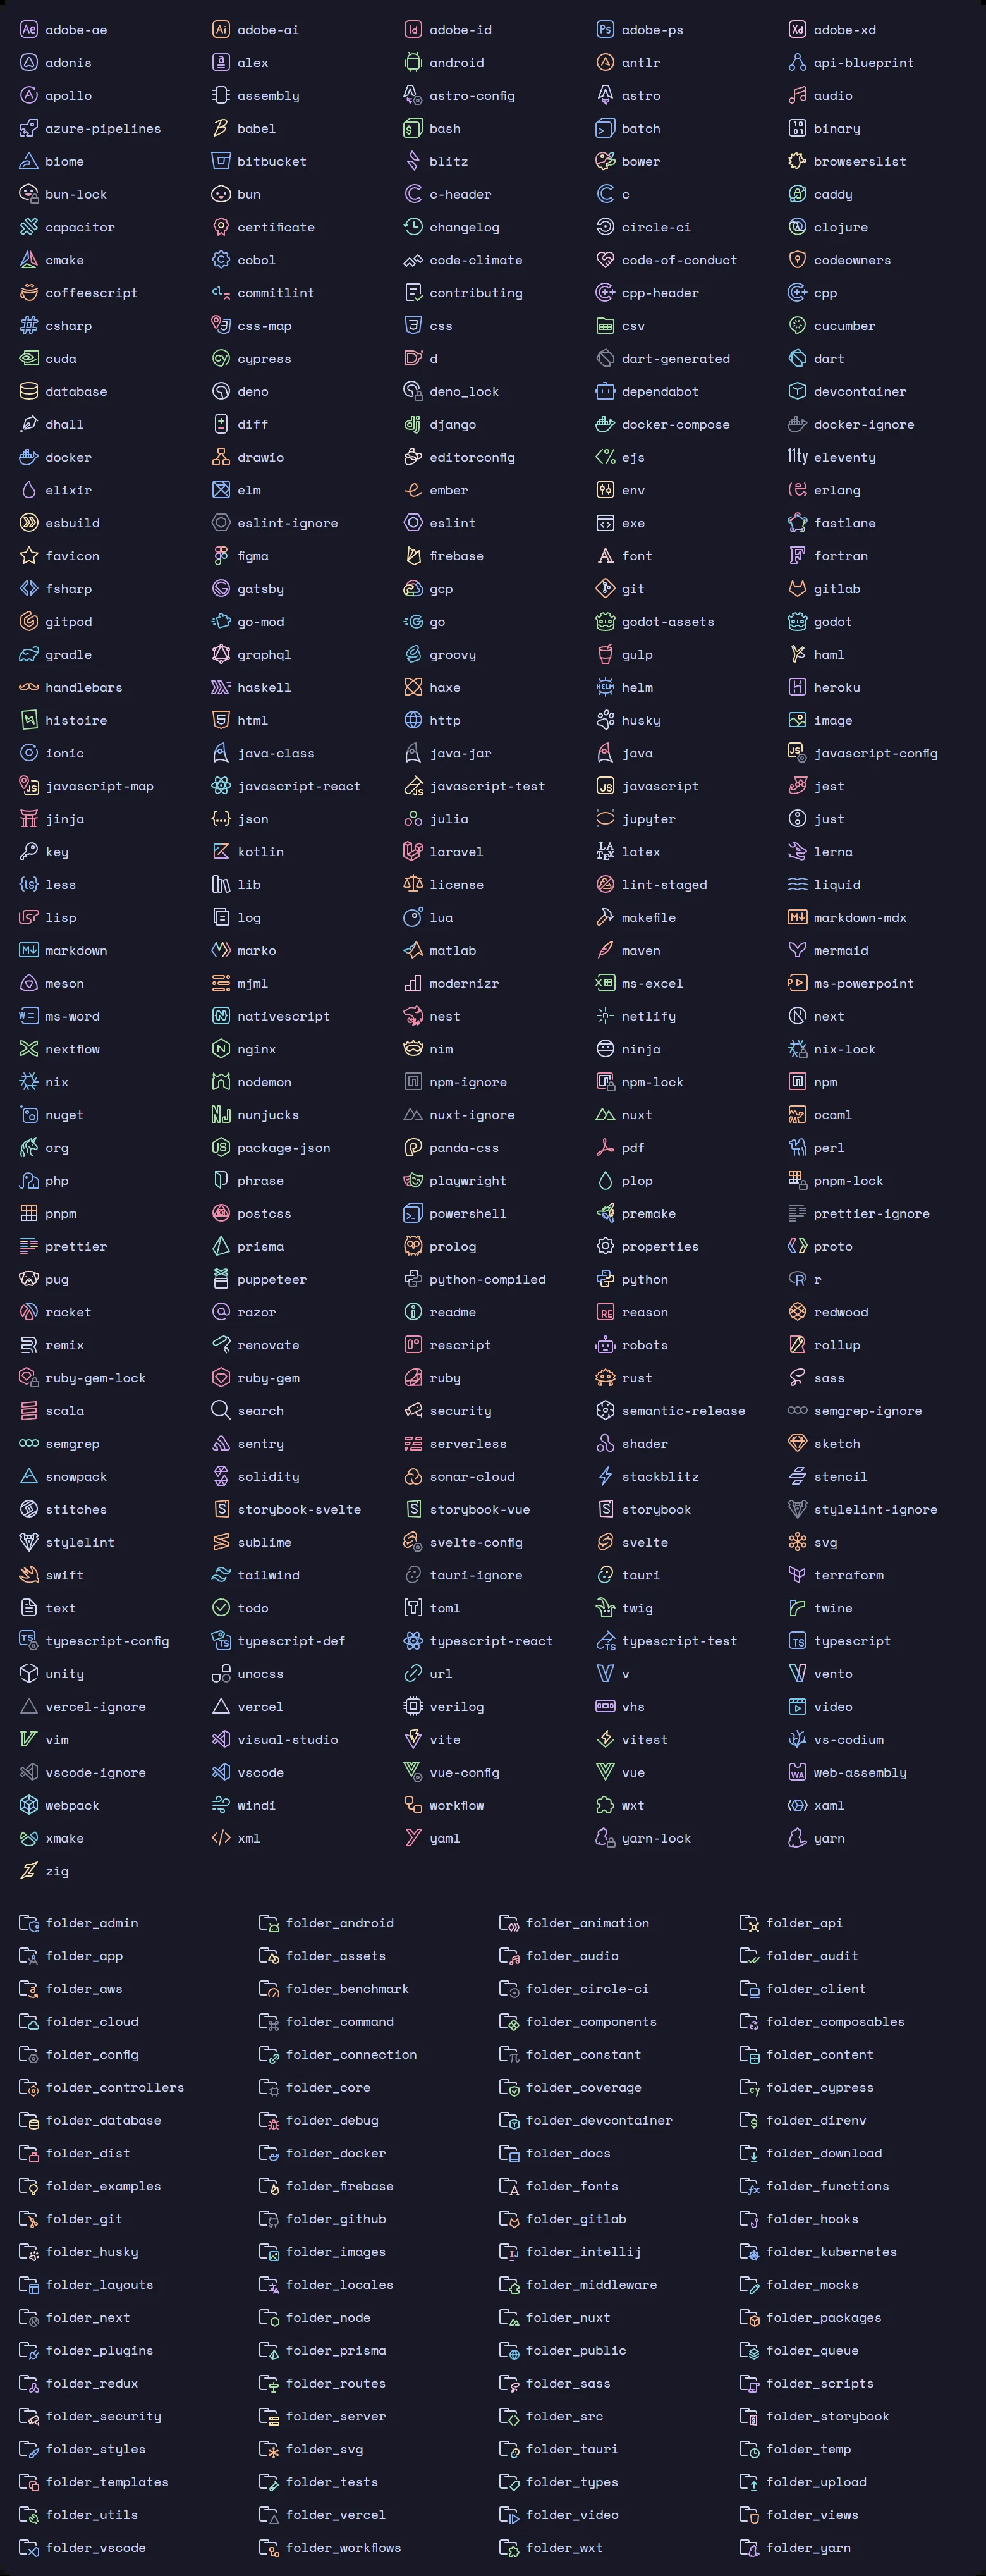 adobe-ae adobe-ai adobe-id adobe-ps adobe-xd
adonis alex android antlr api-blueprint
apollo assembly astro-config astro audio
azure-pipelines babel bash batch binary
biome bitbucket blitz bower browserslist
bun-lock bun c-header c caddy
capacitor certificate changelog circle-ci clojure
cmake cobol code-climate code-of-conduct codeowners
coffeescript commitlint contributing cpp-header cpp
csharp css-map css csv cucumber
cuda cypress d dart-generated dart
database deno deno_lock dependabot devcontainer
dhall diff django docker-compose docker-ignore
docker drawio editorconfig ejs eleventy
elixir elm ember env erlang
esbuild eslint-ignore eslint exe fastlane
favicon figma firebase font fortran
fsharp gatsby gcp git gitlab
gitpod go-mod go godot-assets godot
gradle graphql groovy gulp haml
handlebars haskell haxe helm heroku
histoire html http husky image
ionic java-class java-jar java javascript-config
javascript-map javascript-react javascript-test javascript jest
jinja json julia jupyter just
key kotlin laravel latex lerna
less lib license lint-staged liquid
lisp log lua makefile markdown-mdx
markdown marko matlab maven mermaid
meson mjml modernizr ms-excel ms-powerpoint
ms-word nativescript nest netlify next
nextflow nginx nim ninja nix-lock
nix nodemon npm-ignore npm-lock npm
nuget nunjucks nuxt-ignore nuxt ocaml
org package-json panda-css pdf perl
php phrase playwright plop pnpm-lock
pnpm postcss powershell premake prettier-ignore
prettier prisma prolog properties proto
pug puppeteer python-compiled python r
racket razor readme reason redwood
remix renovate rescript robots rollup
ruby-gem-lock ruby-gem ruby rust sass
scala search security semantic-release semgrep-ignore
semgrep sentry serverless shader sketch
snowpack solidity sonar-cloud stackblitz stencil
stitches storybook-svelte storybook-vue storybook stylelint-ignore
stylelint sublime svelte-config svelte svg
swift tailwind tauri-ignore tauri terraform
text todo toml twig twine
typescript-config typescript-def typescript-react typescript-test typescript
unity unocss url v vento
vercel-ignore vercel verilog vhs video
vim visual-studio vite vitest vs-codium
vscode-ignore vscode vue-config vue web-assembly
webpack windi workflow wxt xaml
xmake xml yaml yarn-lock yarn
zig
folder_admin folder_android folder_animation folder_api
folder_app folder_assets folder_audio folder_audit
folder_aws folder_benchmark folder_circle-ci folder_client
folder_cloud folder_command folder_components folder_composables
folder_config folder_connection folder_constant folder_content
folder_controllers folder_core folder_coverage folder_cypress
folder_database folder_debug folder_devcontainer folder_direnv
folder_dist folder_docker folder_docs folder_download
folder_examples folder_firebase folder_fonts folder_functions
folder_git folder_github folder_gitlab folder_hooks
folder_husky folder_images folder_intellij folder_kubernetes
folder_layouts folder_locales folder_middleware folder_mocks
folder_next folder_node folder_nuxt folder_packages
folder_plugins folder_prisma folder_public folder_queue
folder_redux folder_routes folder_sass folder_scripts
folder_security folder_server folder_src folder_storybook
folder_styles folder_svg folder_tauri folder_temp
folder_templates folder_tests folder_types folder_upload
folder_utils folder_vercel folder_video folder_views
folder_vscode folder_workflows folder_wxt folder_yarn